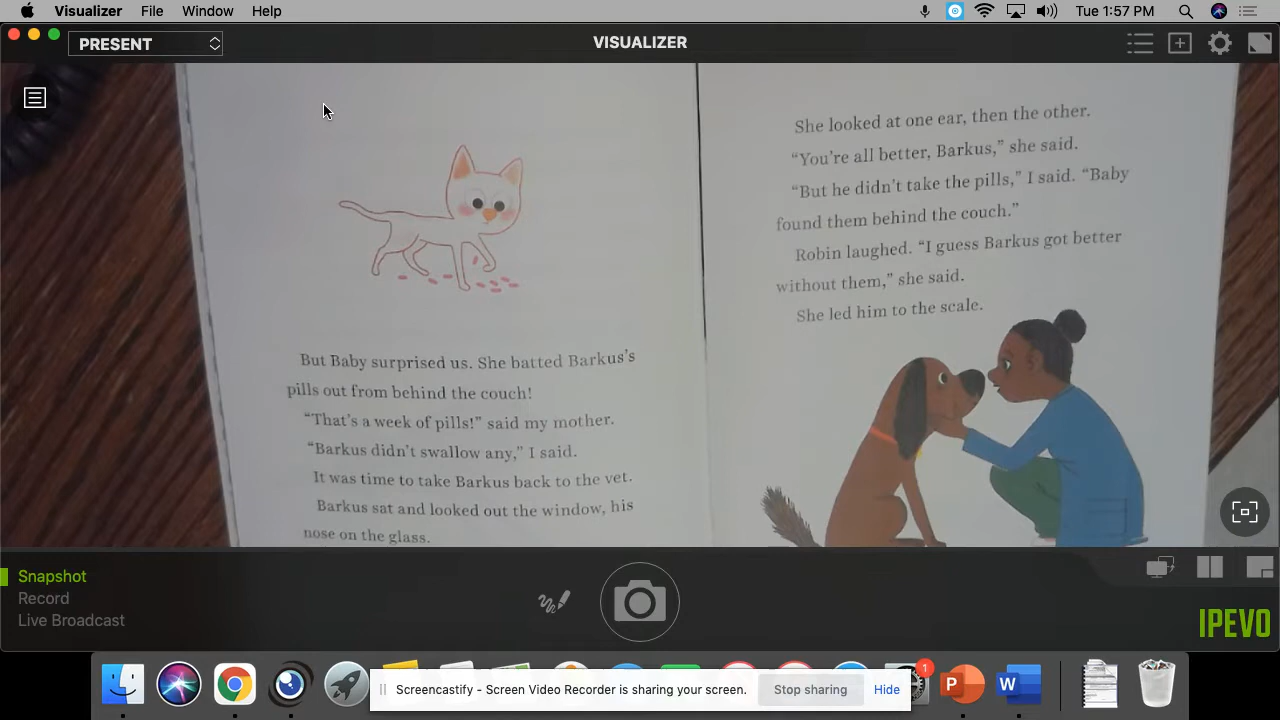 Visualizer File Window Help
Tue 1:57 PM
PRESENT
VISUALIZER
But Baby surprised us. She batted Barkus's
pills out from behind the couch!
"That's a week of pills!" said my mother.
"Barkus didn't swallow any," I said.
It was time to take Barkus back to the vet.
Barkus sat and looked out the window, his
nose on the glass.
She looked at one ear, then the other.
"You're all better, Barkus," she said.
"But he didn't take the pills," I said. "Baby
found them behind the couch."
Robin laughed. "I guess Barkus got better
without them," she said.
She led him to the scale.
Snapshot
Record
Live Broadcast
IPEVO
Screencastify - Screen Video Recorder is sharing your screen.
Stop sharing
Hide
1
P
W